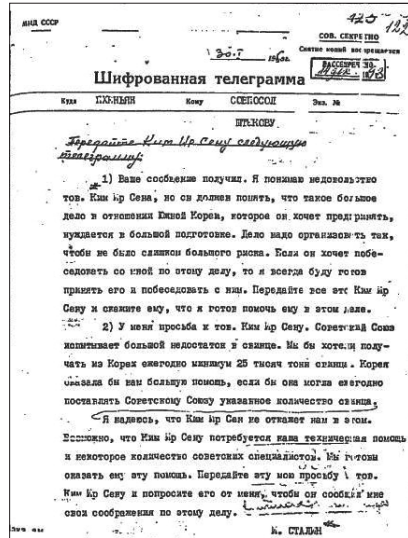 МИД СССР
122
СОВ. СЕКРЕТНО
Снятие копий воспрещается
30.I
РАССЕКРЕЧЕНО
Шифрованная телеграмма
Куда ПХЕНЬЯН Кому СОВПОСОЛ Экз. №
ШТЫКОВУ
Передайте Ким Ир Сену следующую
телеграмму:
1) Ваше сообщение получил. Я понимаю недовольство
тов. Ким Ир Сена, но он должен понять, что такое большое
дело в отношении Южной Кореи, которое он хочет предпринять,
нуждается в большой подготовке. Дело надо организовать так,
чтобы не было слишком большого риска. Если он хочет побе-
седовать со мной по этому делу, то я всегда буду готов
принять его и побеседовать с ним. Передайте все это Ким Ир
Сену и скажите ему, что я готов помочь ему в этом деле.
2) У меня просьба к тов. Ким Ир Сену. Советский Союз
испытывает большой недостаток в свинце. Мы бы хотели полу-
чать из Кореи ежегодно минимум 25 тысяч тонн свинца. Корея
оказала бы нам большую помощь, если бы она могла ежегодно
поставлять Советскому Союзу указанное количество свинца.
Я надеюсь, что Ким Ир Сен не откажет нам в этом.
Возможно, что Ким Ир Сену потребуется наша техническая помощь
и некоторое количество советских специалистов. Мы готовы
оказать ему эту помощь. Передайте эту мою просьбу тов.
Ким Ир Сену и попросите его от меня, чтобы он сообщил мне
свои соображения по этому делу.
И. СТАЛИН